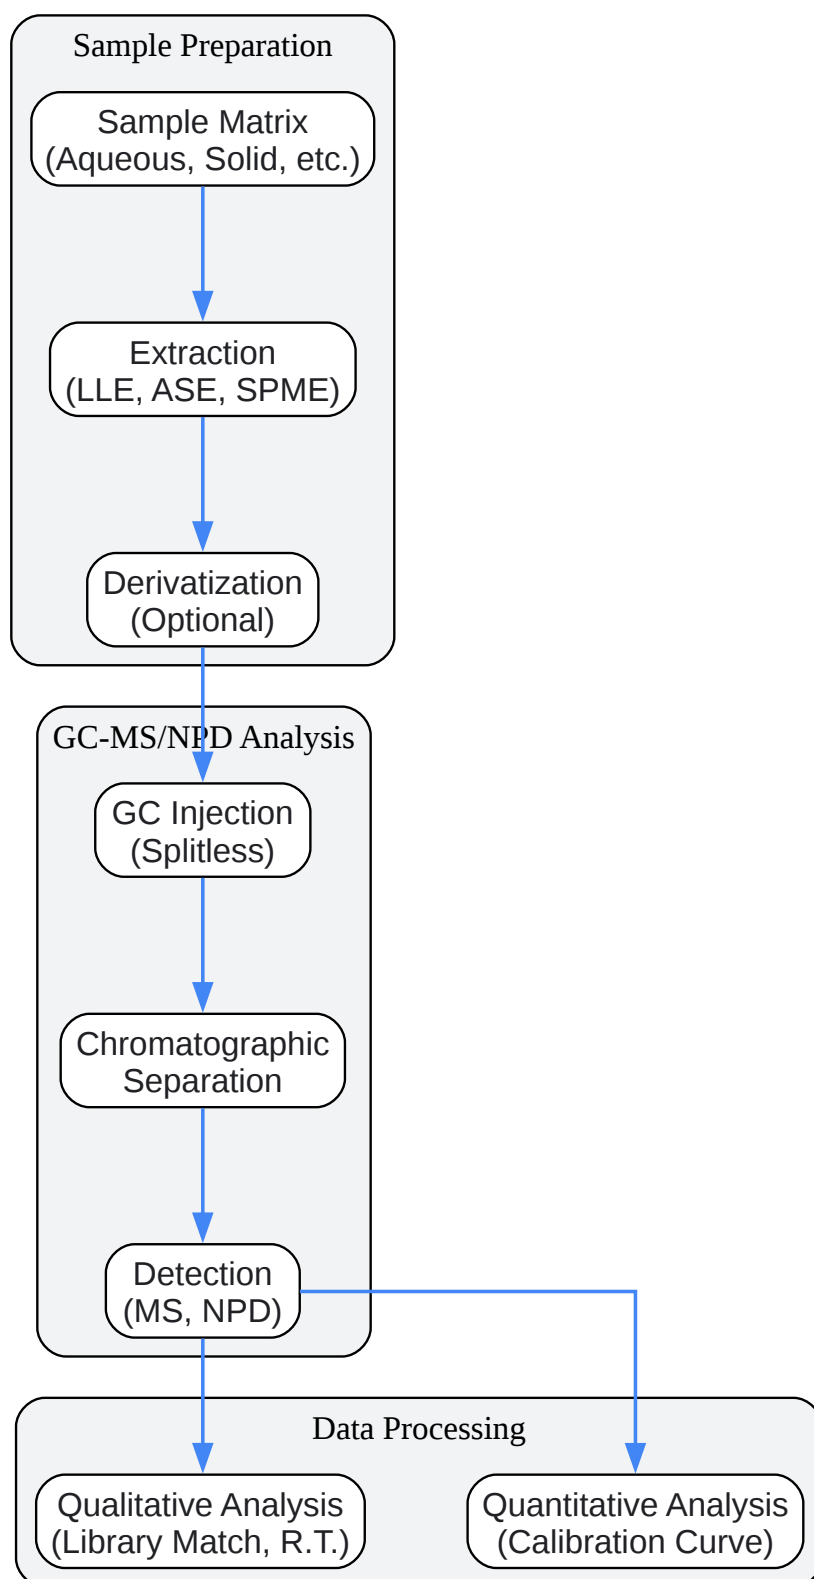 Sample Preparation
Sample Matrix
(Aqueous, Solid, etc.)
Extraction
(LLE, ASE, SPME)
Derivatization
(Optional)
GC-MS/NPD Analysis
GC Injection
(Splitless)
Chromatographic
Separation
Detection
(MS, NPD)
Data Processing
Qualitative Analysis
(Library Match, R.T.)
Quantitative Analysis
(Calibration Curve)